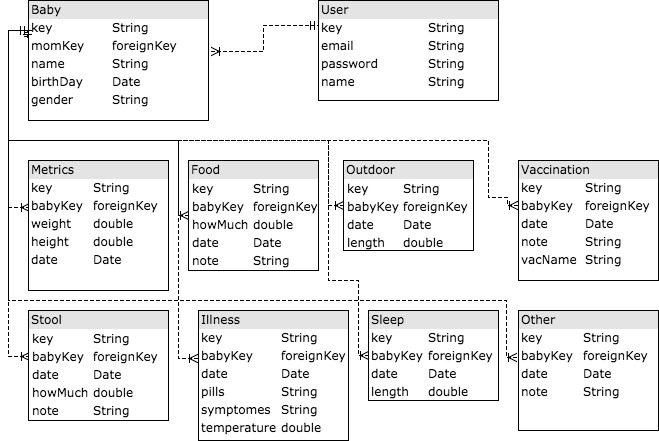 Baby
key String
momKey foreignKey
name String
birthDay Date
gender String
User
key String
email String
password String
name String
Metrics
key String
babyKey foreignKey
weight double
height double
date Date
Food
key String
babyKey foreignKey
howMuch double
date Date
note String
Outdoor
key String
babyKey foreignKey
date Date
length double
Vaccination
key String
babyKey foreignKey
date Date
note String
vacName String
Stool
key String
babyKey foreignKey
date Date
howMuch double
note String
Illness
key String
babyKey foreignKey
date Date
pills String
symptomes String
temperature double
Sleep
key String
babyKey foreignKey
date Date
length double
Other
key String
babyKey foreignKey
date Date
note String